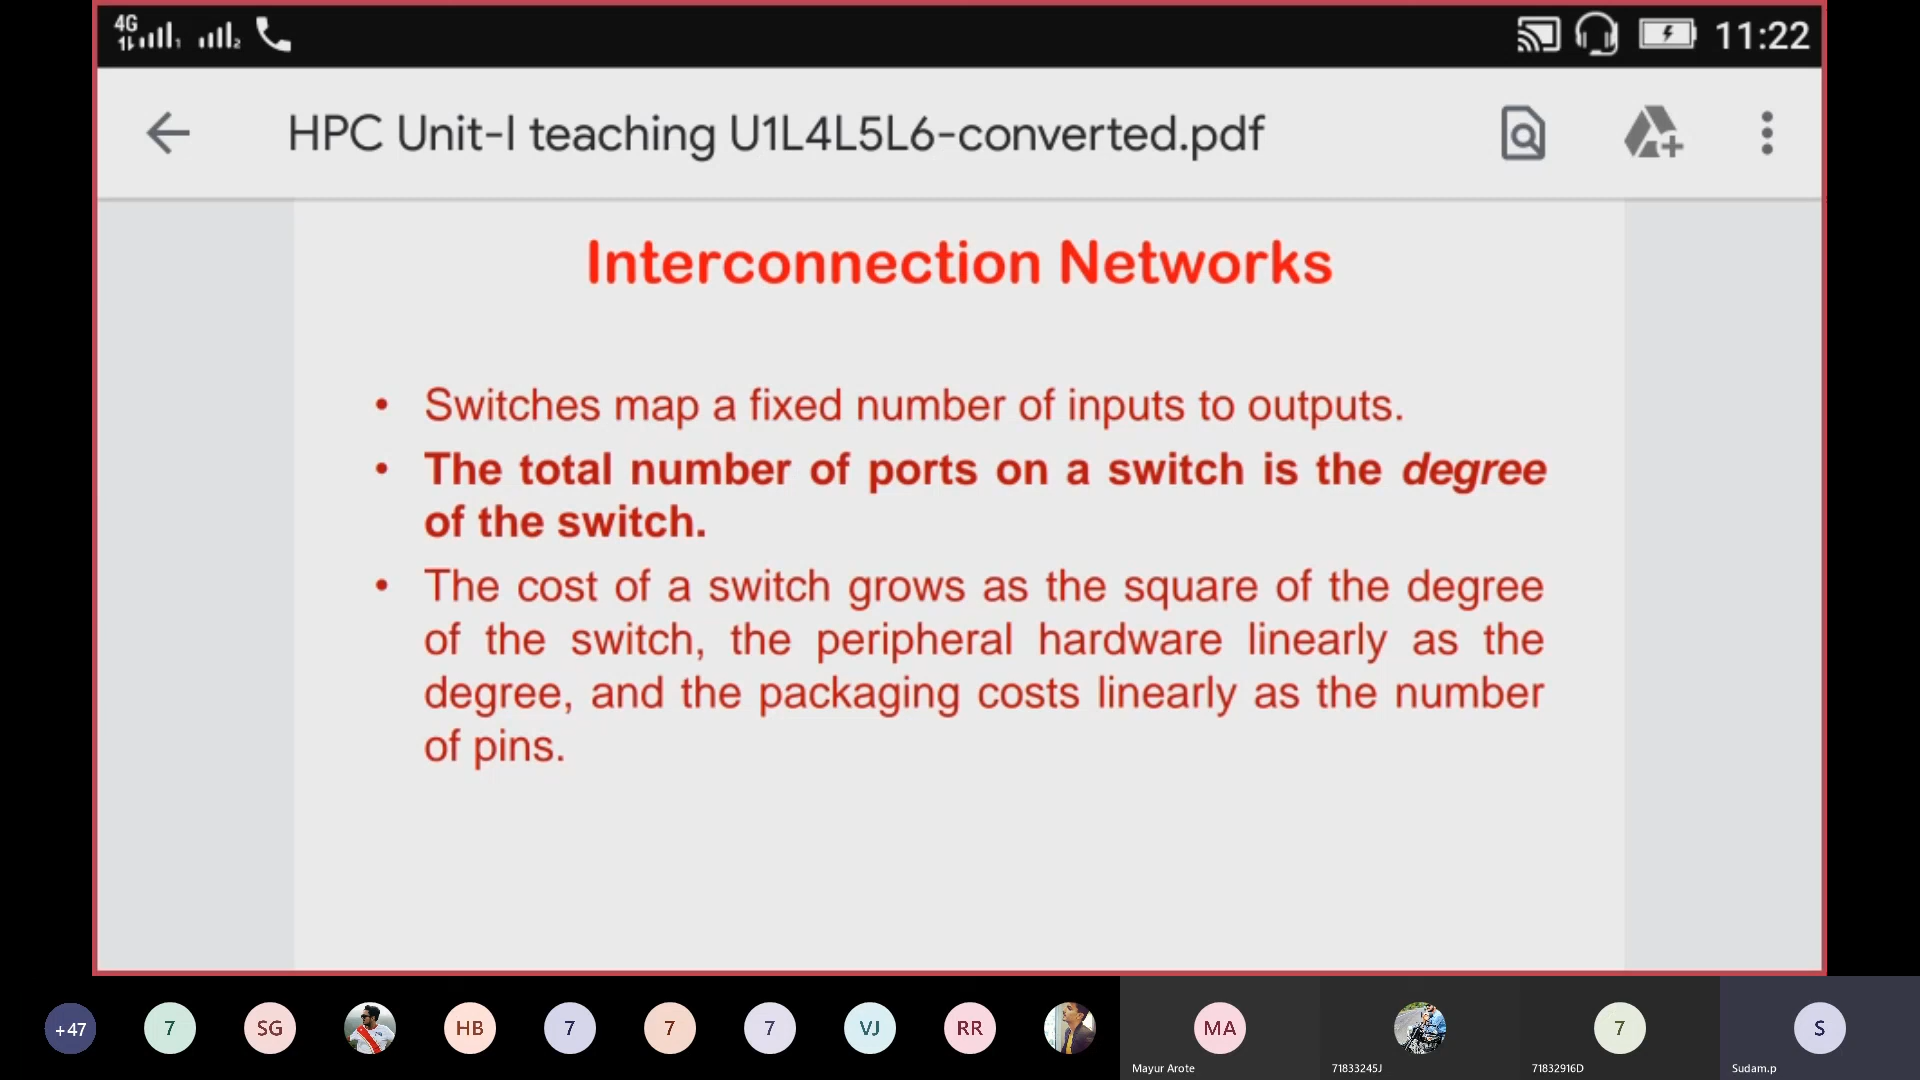 4G 1 2 11:22
HPC Unit-I teaching U1L4L5L6-converted.pdf
Interconnection Networks
• Switches map a fixed number of inputs to outputs.
• The total number of ports on a switch is the degree
of the switch.
• The cost of a switch grows as the square of the degree
of the switch, the peripheral hardware linearly as the
degree, and the packaging costs linearly as the number
of pins.
+47 7 SG HB 7 7 7 VJ RR MA 7 S
Mayur Arote 71833245J 71832916D Sudam.p